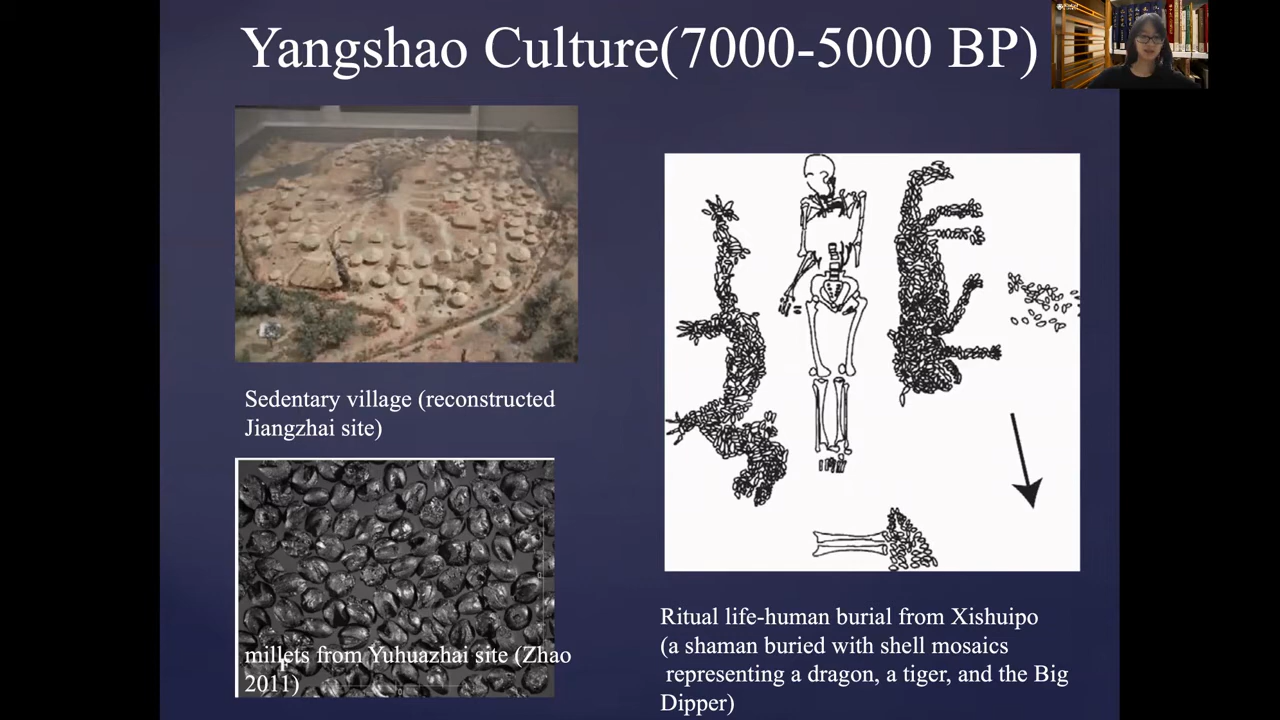 Yangshao Culture(7000-5000 BP)
Sedentary village (reconstructed
Jiangzhai site)
millets from Yuhuazhai site (Zhao
2011)
Ritual life-human burial from Xishuipo
(a shaman buried with shell mosaics
representing a dragon, a tiger, and the Big
Dipper)